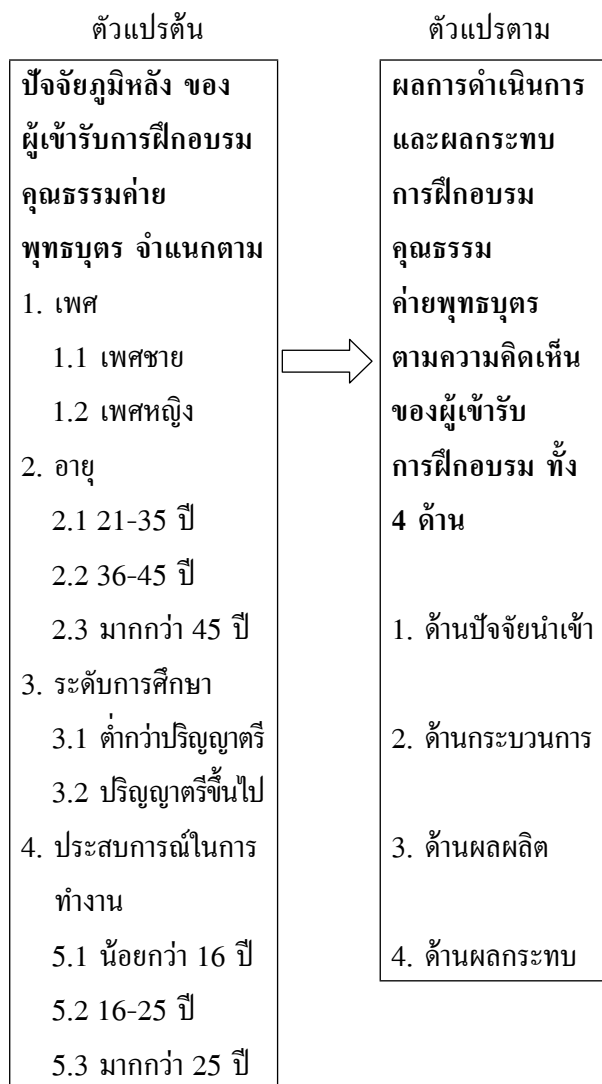 ตัวแปรต้น
ปัจจัยภูมิหลัง ของ
ผู้เข้ารับการฝึกอบรม
คุณธรรมค่าย
พุทธบุตร จำแนกตาม
1. เพศ
1.1 เพศชาย
1.2 เพศหญิง
2. อายุ
2.1 21-35 ปี
2.2 36-45 ปี
2.3 มากกว่า 45 ปี
3. ระดับการศึกษา
3.1 ต่ำกว่าปริญญาตรี
3.2 ปริญญาตรีขึ้นไป
4. ประสบการณ์ในการ
ทำงาน
5.1 น้อยกว่า 16 ปี
5.2 16-25 ปี
5.3 มากกว่า 25 ปี
ตัวแปรตาม
ผลการดำเนินการ
และผลกระทบ
การฝึกอบรม
คุณธรรม
ค่ายพุทธบุตร
ตามความคิดเห็น
ของผู้เข้ารับ
การฝึกอบรม ทั้ง
4 ด้าน
1. ด้านปัจจัยนำเข้า
2. ด้านกระบวนการ
3. ด้านผลผลิต
4. ด้านผลกระทบ